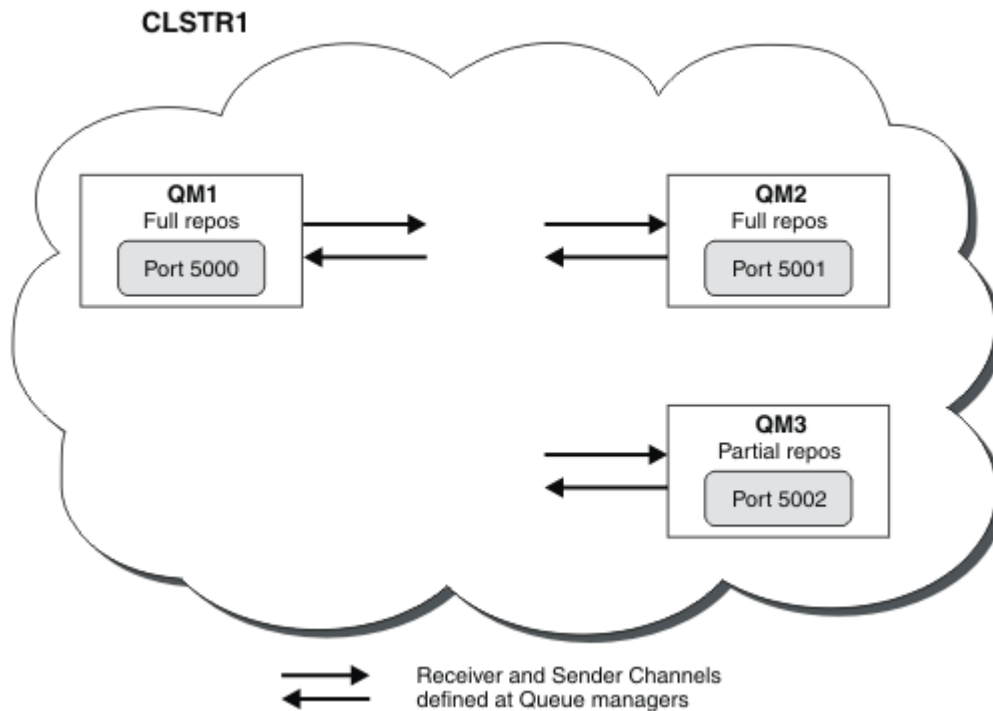 CLSTR1
QM1
Full repos
Port 5000
QM2
Full repos
Port 5001
QM3
Partial repos
Port 5002
Receiver and Sender Channels
defined at Queue managers